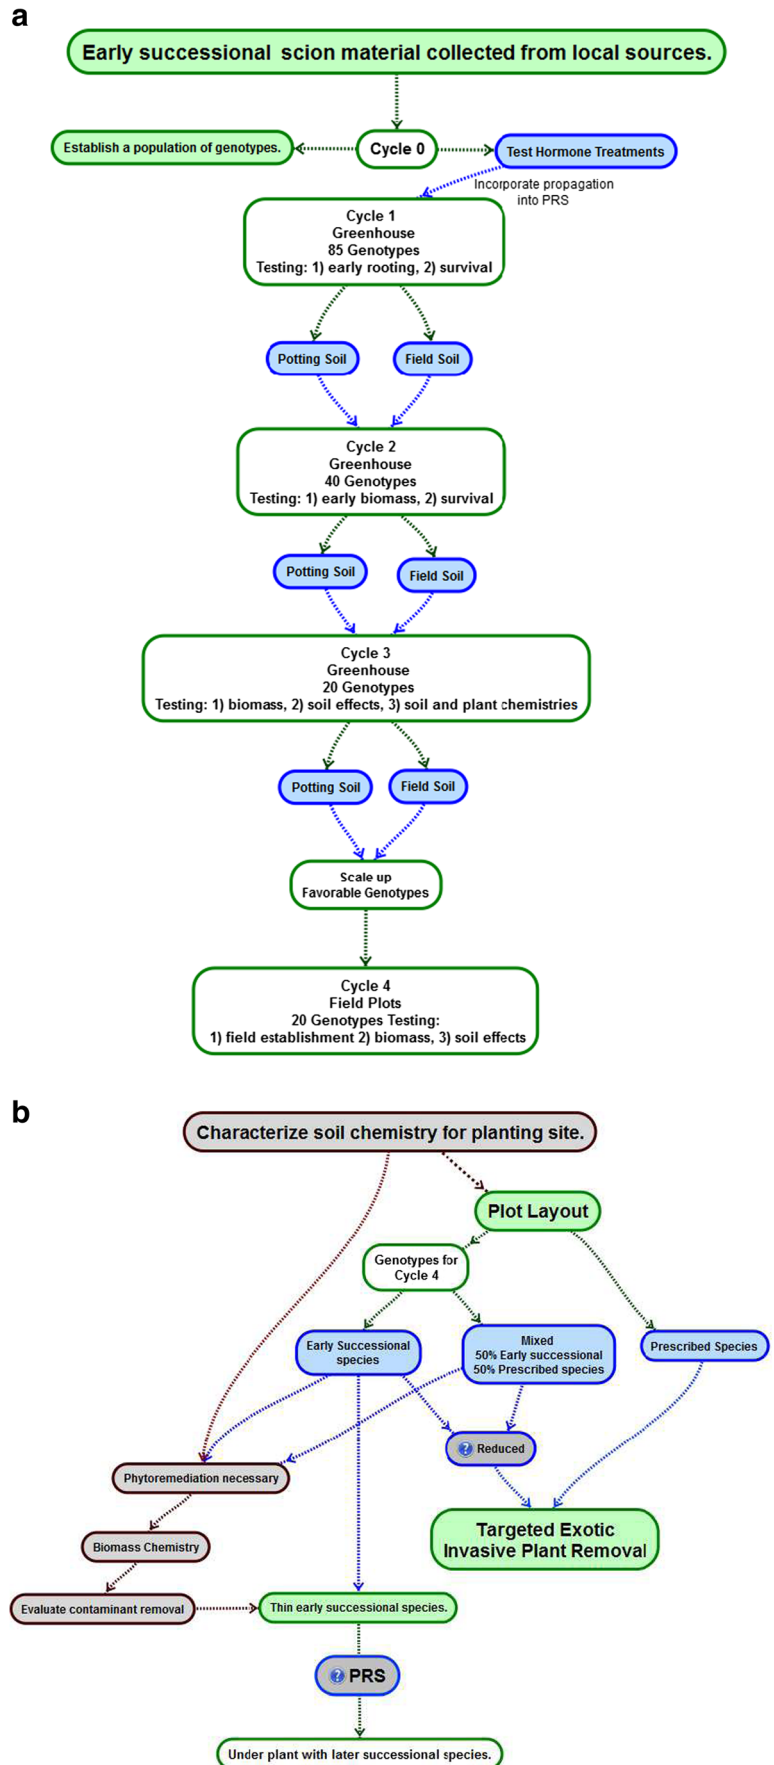 a
Early successional scion material collected from local sources.
Establish a population of genotypes.
Cycle 0
Test Hormone Treatments
Incorporate propagation
into PRS
Cycle 1
Greenhouse
85 Genotypes
Testing: 1) early rooting, 2) survival
Potting Soil
Field Soil
Cycle 2
Greenhouse
40 Genotypes
Testing: 1) early biomass, 2) survival
Potting Soil
Field Soil
Cycle 3
Greenhouse
20 Genotypes
Testing: 1) biomass, 2) soil effects, 3) soil and plant chemistries
Potting Soil
Field Soil
Scale up
Favorable Genotypes
Cycle 4
Field Plots
20 Genotypes Testing:
1) field establishment 2) biomass, 3) soil effects
b
Characterize soil chemistry for planting site.
Plot Layout
Genotypes for
Cycle 4
Early Successional
species
Mixed
50% Early successional
50% Prescribed species
Prescribed Species
? Reduced
Phytoremediation necessary
Targeted Exotic
Invasive Plant Removal
Biomass Chemistry
Evaluate contaminant removal
Thin early successional species.
? PRS
Under plant with later successional species.